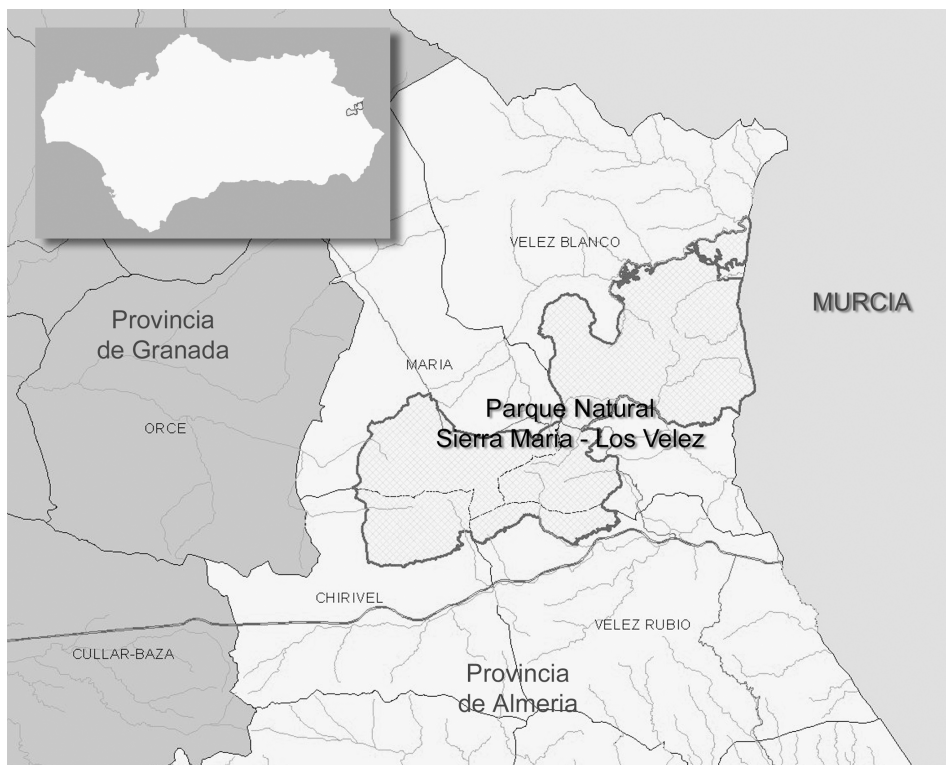 VELEZ BLANCO
MURCIA
Provincia
de Granada
MARIA
Parque Natural
Sierra María - Los Velez
ORCE
CHIRIVEL
VELEZ RUBIO
CULLAR-BAZA
Provincia
de Almeria